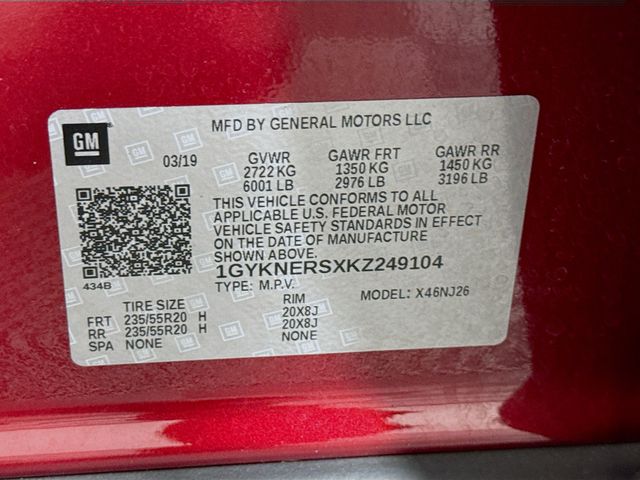 GM
MFD BY GENERAL MOTORS LLC
03/19 GVWR GAWR FRT GAWR RR
2722 KG 1350 KG 1450 KG
6001 LB 2976 LB 3196 LB
THIS VEHICLE CONFORMS TO ALL
APPLICABLE U.S. FEDERAL MOTOR
VEHICLE SAFETY STANDARDS IN EFFECT
ON THE DATE OF MANUFACTURE
SHOWN ABOVE.
434B
1GYKNERSXKZ249104
TYPE: M.P.V. MODEL: X46NJ26
TIRE SIZE RIM
FRT 235/55R20 H 20X8J
RR 235/55R20 H 20X8J
SPA NONE NONE